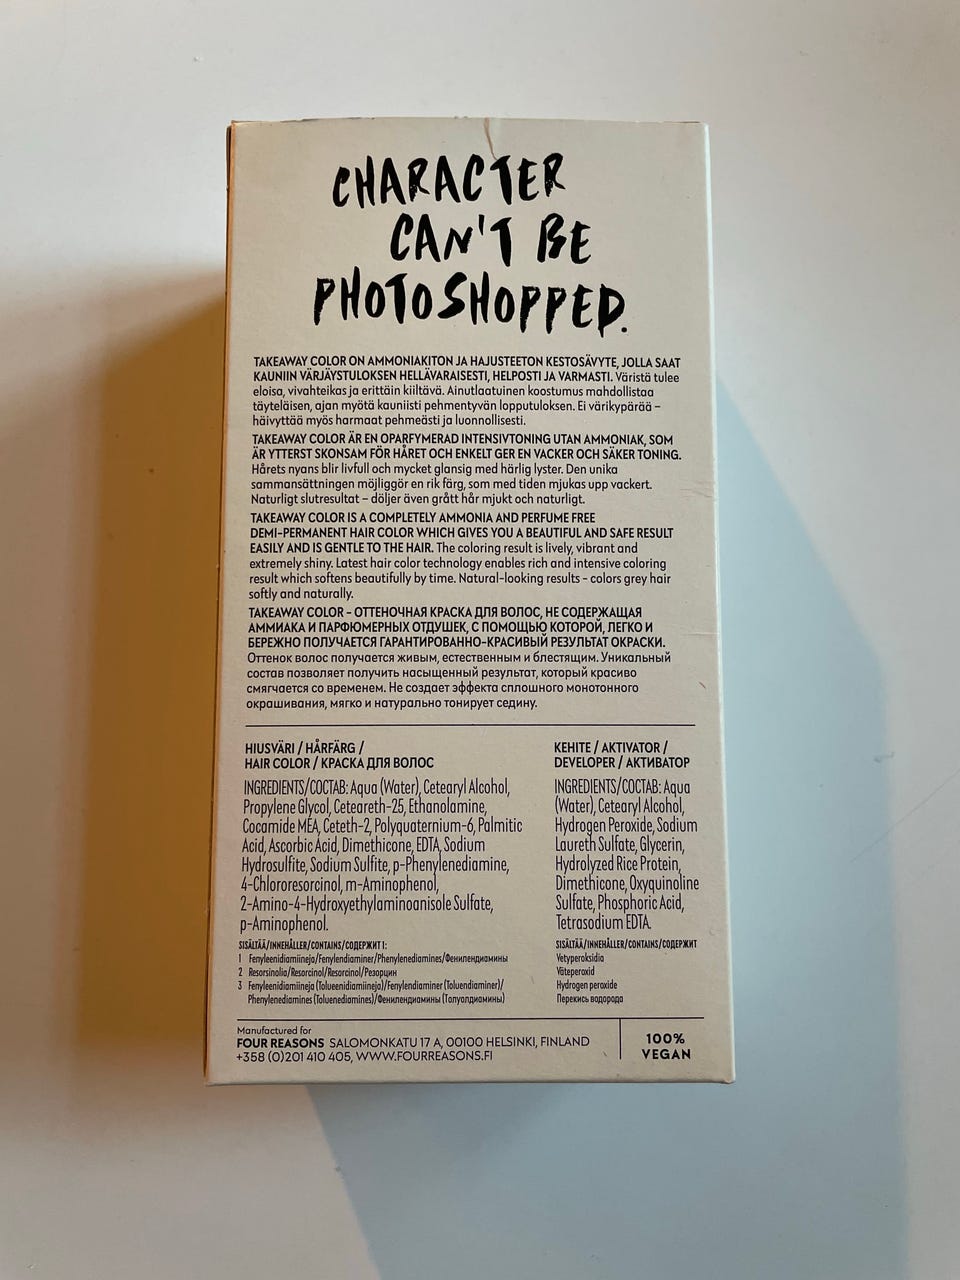 CHARACTER
CAN'T BE
PHOTOSHOPPED.
TAKEAWAY COLOR ON AMMONIAKITON JA HAJUSTEETON KESTOSÄVYTE, JOLLA SAAT
KAUNIIN VÄRJÄYSTULOKSEN HELLÄVARAISESTI, HELPOSTI JA VARMASTI. Väristä tulee
eloisa, vivahteikas ja erittäin kiiltävä. Ainutlaatuinen koostumus mahdollistaa
täyteläisen, ajan myötä kauniisti pehmentyvän lopputuloksen. Ei värikypärää –
häivyttää myös harmaat pehmeästi ja luonnollisesti.
TAKEAWAY COLOR ÄR EN OPARFYMERAD INTENSIVTONING UTAN AMMONIAK, SOM
ÄR YTTERST SKONSAM FÖR HÅRET OCH ENKELT GER EN VACKER OCH SÄKER TONING.
Hårets nyans blir livfull och mycket glansig med härlig lyster. Den unika
sammansättningen möjliggör en rik färg, som med tiden mjukas upp vackert.
Naturligt slutresultat – döljer även grått hår mjukt och naturligt.
TAKEAWAY COLOR IS A COMPLETELY AMMONIA AND PERFUME FREE
DEMI-PERMANENT HAIR COLOR WHICH GIVES YOU A BEAUTIFUL AND SAFE RESULT
EASILY AND IS GENTLE TO THE HAIR. The coloring result is lively, vibrant and
extremely shiny. Latest hair color technology enables rich and intensive coloring
result which softens beautifully by time. Natural-looking results - colors grey hair
softly and naturally.
TAKEAWAY COLOR – ОТТЕНОЧНАЯ КРАСКА ДЛЯ ВОЛОС, НЕ СОДЕРЖАЩАЯ
АММИАКА И ПАРФЮМЕРНЫХ ОТДУШЕК, С ПОМОЩЬЮ КОТОРОЙ, ЛЕГКО И
БЕРЕЖНО ПОЛУЧАЕТСЯ ГАРАНТИРОВАННО-КРАСИВЫЙ РЕЗУЛЬТАТ ОКРАСКИ.
Оттенок волос получается живым, естественным и блестящим. Уникальный
состав позволяет получить насыщенный результат, который красиво
смягчается со временем. Не создает эффекта сплошного монотонного
окрашивания, мягко и натурально тонирует седину.
HIUSVÄRI / HÅRFÄRG /
HAIR COLOR / КРАСКА ДЛЯ ВОЛОС
INGREDIENTS/СОСТАВ: Aqua (Water), Cetearyl Alcohol,
Propylene Glycol, Ceteareth-25, Ethanolamine,
Cocamide MEA, Ceteth-2, Polyquaternium-6, Palmitic
Acid, Ascorbic Acid, Dimethicone, EDTA, Sodium
Hydrosulfite, Sodium Sulfite, p-Phenylenediamine,
4-Chlororesorcinol, m-Aminophenol,
2-Amino-4-Hydroxyethylaminoanisole Sulfate,
p-Aminophenol.
SISÄLTÄÄ/INNEHÅLLER/CONTAINS/СОДЕРЖИТ 1:
1 Fenyleenidiamiineja/Fenylendiaminer/Phenylenediamines/Фенилендиамины
2 Resorsinolia/Resorcinol/Resorcinol/Резорцин
3 Fenyleenidiamiineja (Tolueenidiamiineja)/Fenylendiaminer (Toluendiaminer)/
Phenylenediamines (Toluenediamines)/Фенилендиамины (Толуолдиамины)
KEHITE / AKTIVATOR /
DEVELOPER / АКТИВАТОР
INGREDIENTS/СОСТАВ: Aqua
(Water), Cetearyl Alcohol,
Hydrogen Peroxide, Sodium
Laureth Sulfate, Glycerin,
Hydrolyzed Rice Protein,
Dimethicone, Oxyquinoline
Sulfate, Phosphoric Acid,
Tetrasodium EDTA.
SISÄLTÄÄ/INNEHÅLLER/CONTAINS/СОДЕРЖИТ
Vetyperoksidia
Väteperoxid
Hydrogen peroxide
Перекись водорода
Manufactured for
FOUR REASONS SALOMONKATU 17 A, 00100 HELSINKI, FINLAND
+358 (0)201 410 405, WWW.FOURREASONS.FI
100%
VEGAN